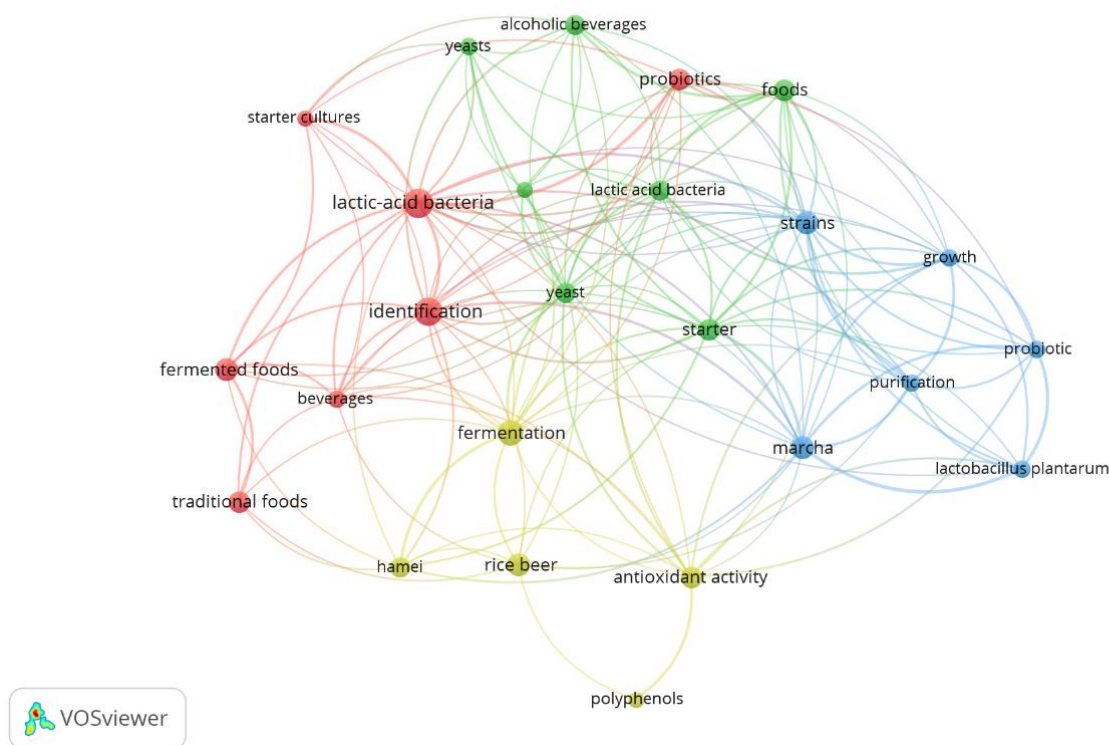 alcoholic beverages
yeasts
probiotics
foods
starter cultures
lactic-acid bacteria
lactic acid bacteria
strains
growth
yeast
identification
starter
probiotic
fermented foods
purification
beverages
fermentation
marcha
lactobacillus plantarum
traditional foods
hamei
rice beer
antioxidant activity
polyphenols
VOSviewer